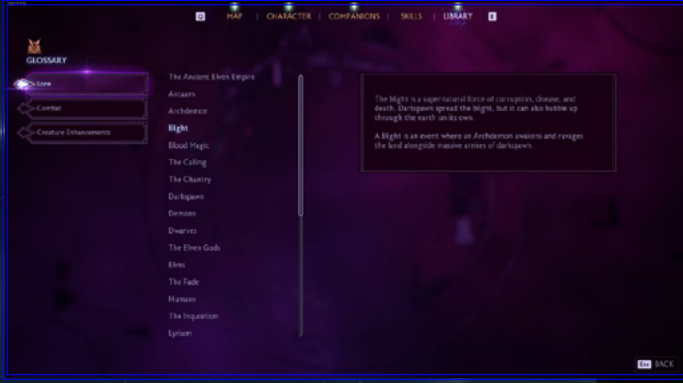 Q MAP CHARACTER COMPANIONS SKILLS LIBRARY E
GLOSSARY
Lore
Combat
Creature Enhancements
The Ancient Elven Empire
Antaam
Archdemon
Blight
Blood Magic
The Calling
The Chantry
Darkspawn
Demons
Dwarves
The Elven Gods
Elves
The Fade
Humans
The Inquisition
Lyrium
The blight is a supernatural force of corruption, disease, and
death. Darkspawn spread the blight, but it can also bubble up
through the earth on its own.
A Blight is an event where an Archdemon awakens and ravages
the land alongside massive armies of darkspawn.
Esc BACK